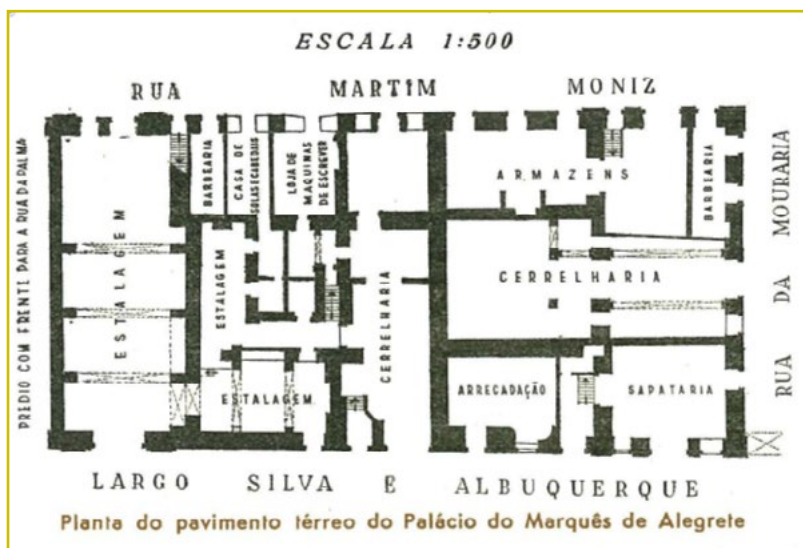 ESCALA 1:500
RUA MARTIM MONIZ
PREDIO COM FRENTE PARA A RUA DA PALMA
ESTALAGEM
BARBEARIA
CASA DE
SOLAS E CABEDAIS
LOJA DE
MAQUINAS
DE ESCREVER
ARMAZENS
BARBEARIA
ESTALAGEM
CERRELHARIA
CERRELHARIA
ESTALAGEM
ARRECADAÇÃO
SAPATARIA
RUA DA MOURARIA
LARGO SILVA E ALBUQUERQUE
Planta do pavimento térreo do Palácio do Marquês de Alegrete